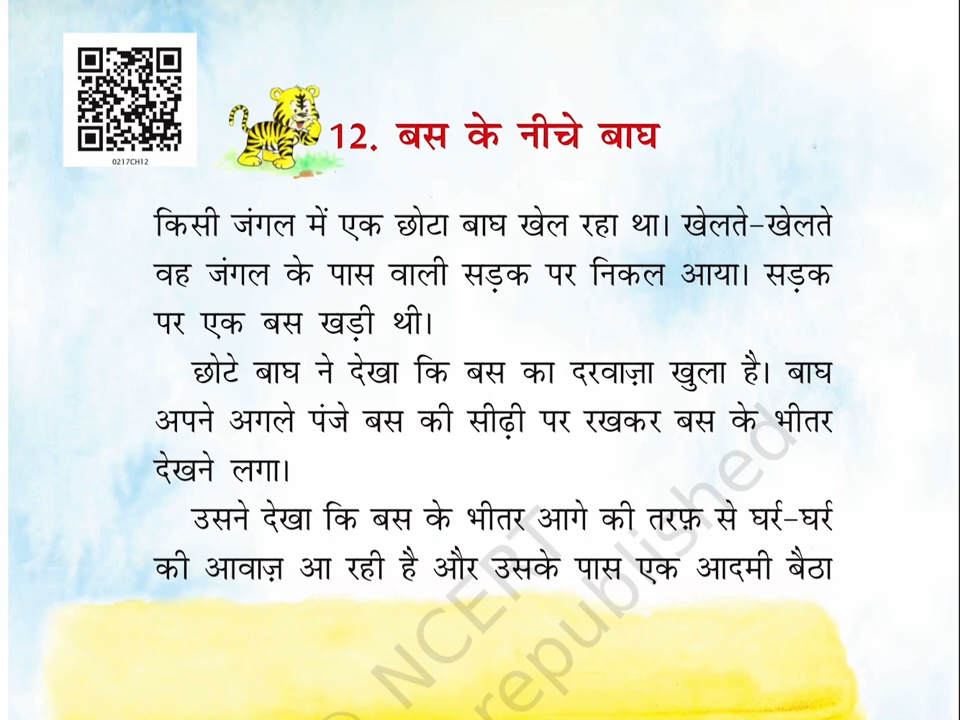 0217CH12
12. बस के नीचे बाघ
किसी जंगल में एक छोटा बाघ खेल रहा था। खेलते-खेलते
वह जंगल के पास वाली सड़क पर निकल आया। सड़क
पर एक बस खड़ी थी।
छोटे बाघ ने देखा कि बस का दरवाज़ा खुला है। बाघ
अपने अगले पंजे बस की सीढ़ी पर रखकर बस के भीतर
देखने लगा।
उसने देखा कि बस के भीतर आगे की तरफ़ से घर्र-घर्र
की आवाज़ आ रही है और उसके पास एक आदमी बैठा
© NCERT
republished